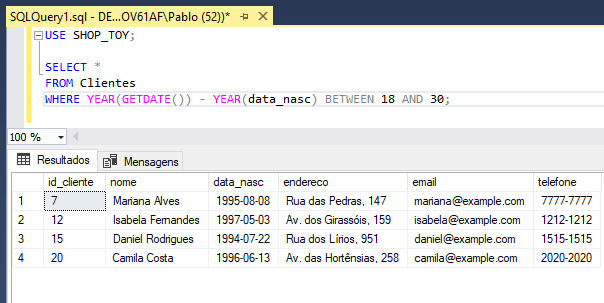 SQLQuery1.sql - DE...OV61AF\Pablo (52))*
USE SHOP_TOY;
SELECT *
FROM Clientes
WHERE YEAR(GETDATE()) - YEAR(data_nasc) BETWEEN 18 AND 30;
100 %
Resultados Mensagens
id_cliente nome data_nasc endereco email telefone
1 7 Mariana Alves 1995-08-08 Rua das Pedras, 147 mariana@example.com 7777-7777
2 12 Isabela Fernandes 1997-05-03 Av. dos Girassóis, 159 isabela@example.com 1212-1212
3 15 Daniel Rodrigues 1994-07-22 Rua dos Lírios, 951 daniel@example.com 1515-1515
4 20 Camila Costa 1996-06-13 Av. das Hortênsias, 258 camila@example.com 2020-2020